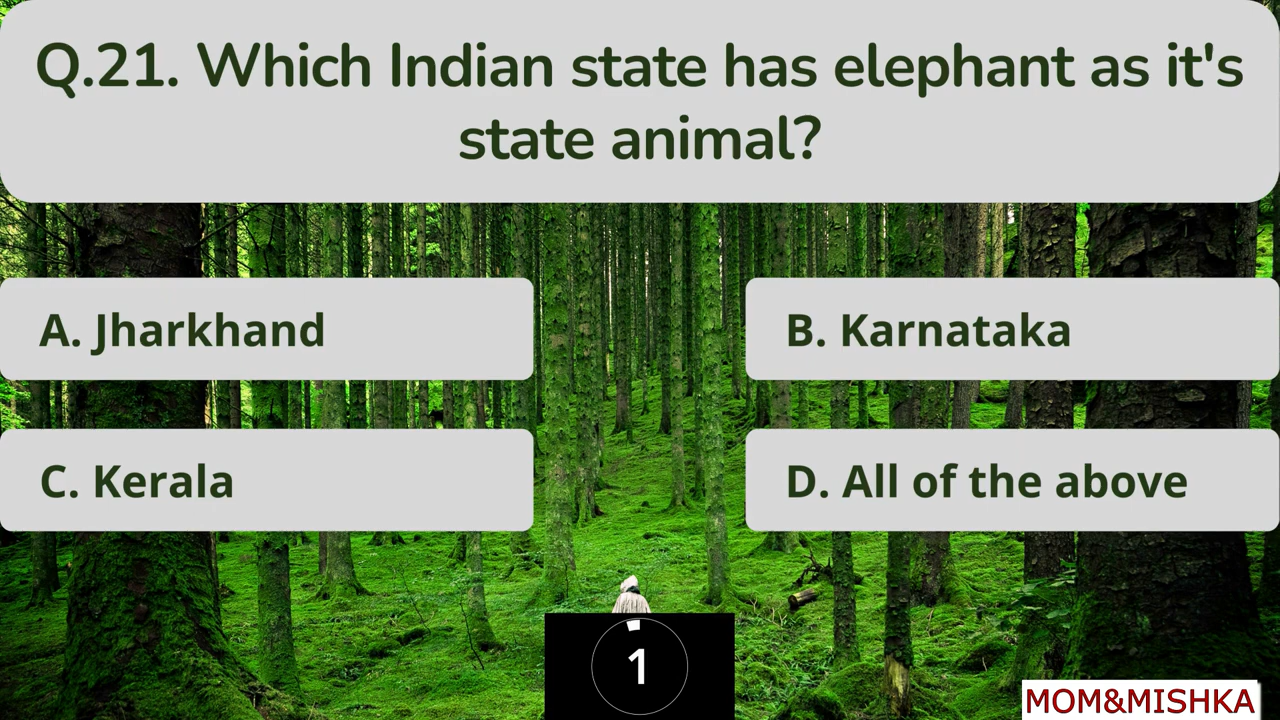 Q.21. Which Indian state has elephant as it's
state animal?
A. Jharkhand
B. Karnataka
C. Kerala
D. All of the above
1
MOM&MISHKA